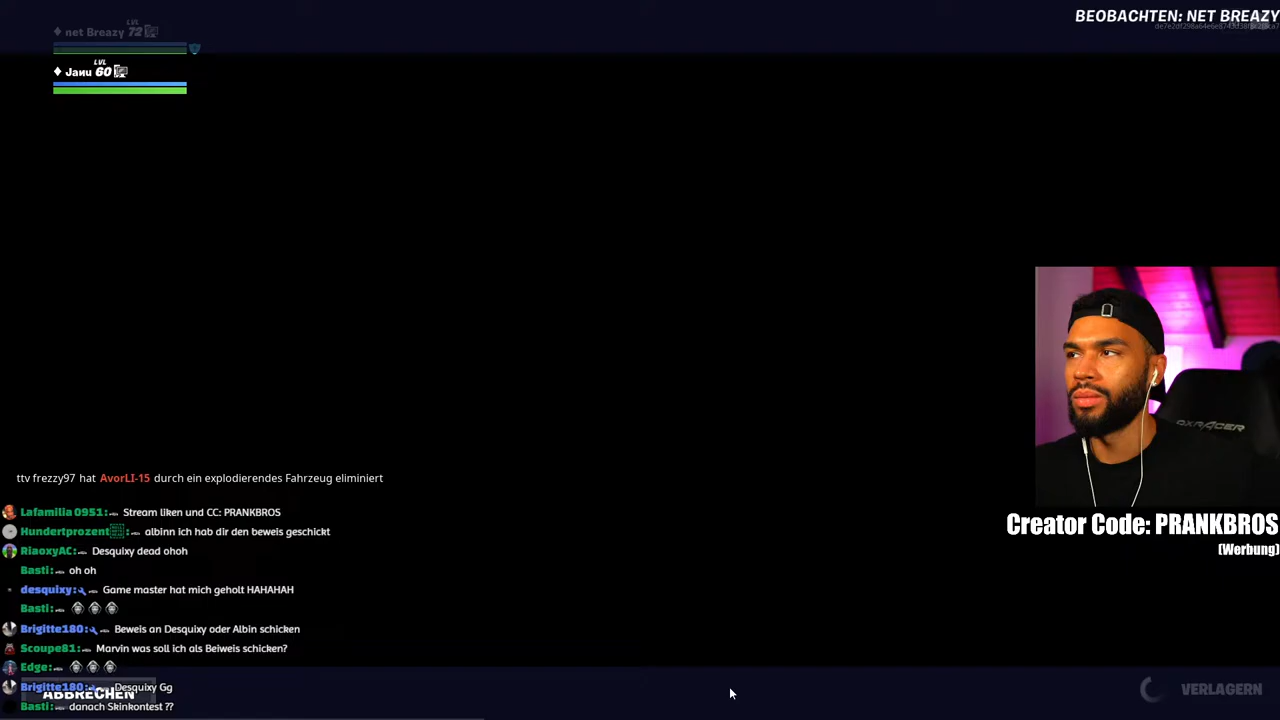 BEOBACHTEN: NET BREAZY
LVL
net Breazy 72
LVL
Janu 60
DXRACER
ttv frezzy97 hat AvorLI-15 durch ein explodierendes Fahrzeug eliminiert
Lafamilia 0951: Stream liken und CC: PRANKBROS
Hundertprozent: albinn ich hab dir den beweis geschickt
RiaoxyAC: Desquixy dead ohoh
Basti: oh oh
desquixy: Game master hat mich geholt HAHAHAH
Basti:
Brigitte180: Beweis an Desquixy oder Albin schicken
Scoupe81: Marvin was soll ich als Beiweis schicken?
Edge:
Brigitte180: Desquixy Gg
ABBRECHEN
Basti: danach Skinkontest ??
Creator Code: PRANKBROS
(Werbung)
VERLAGERN